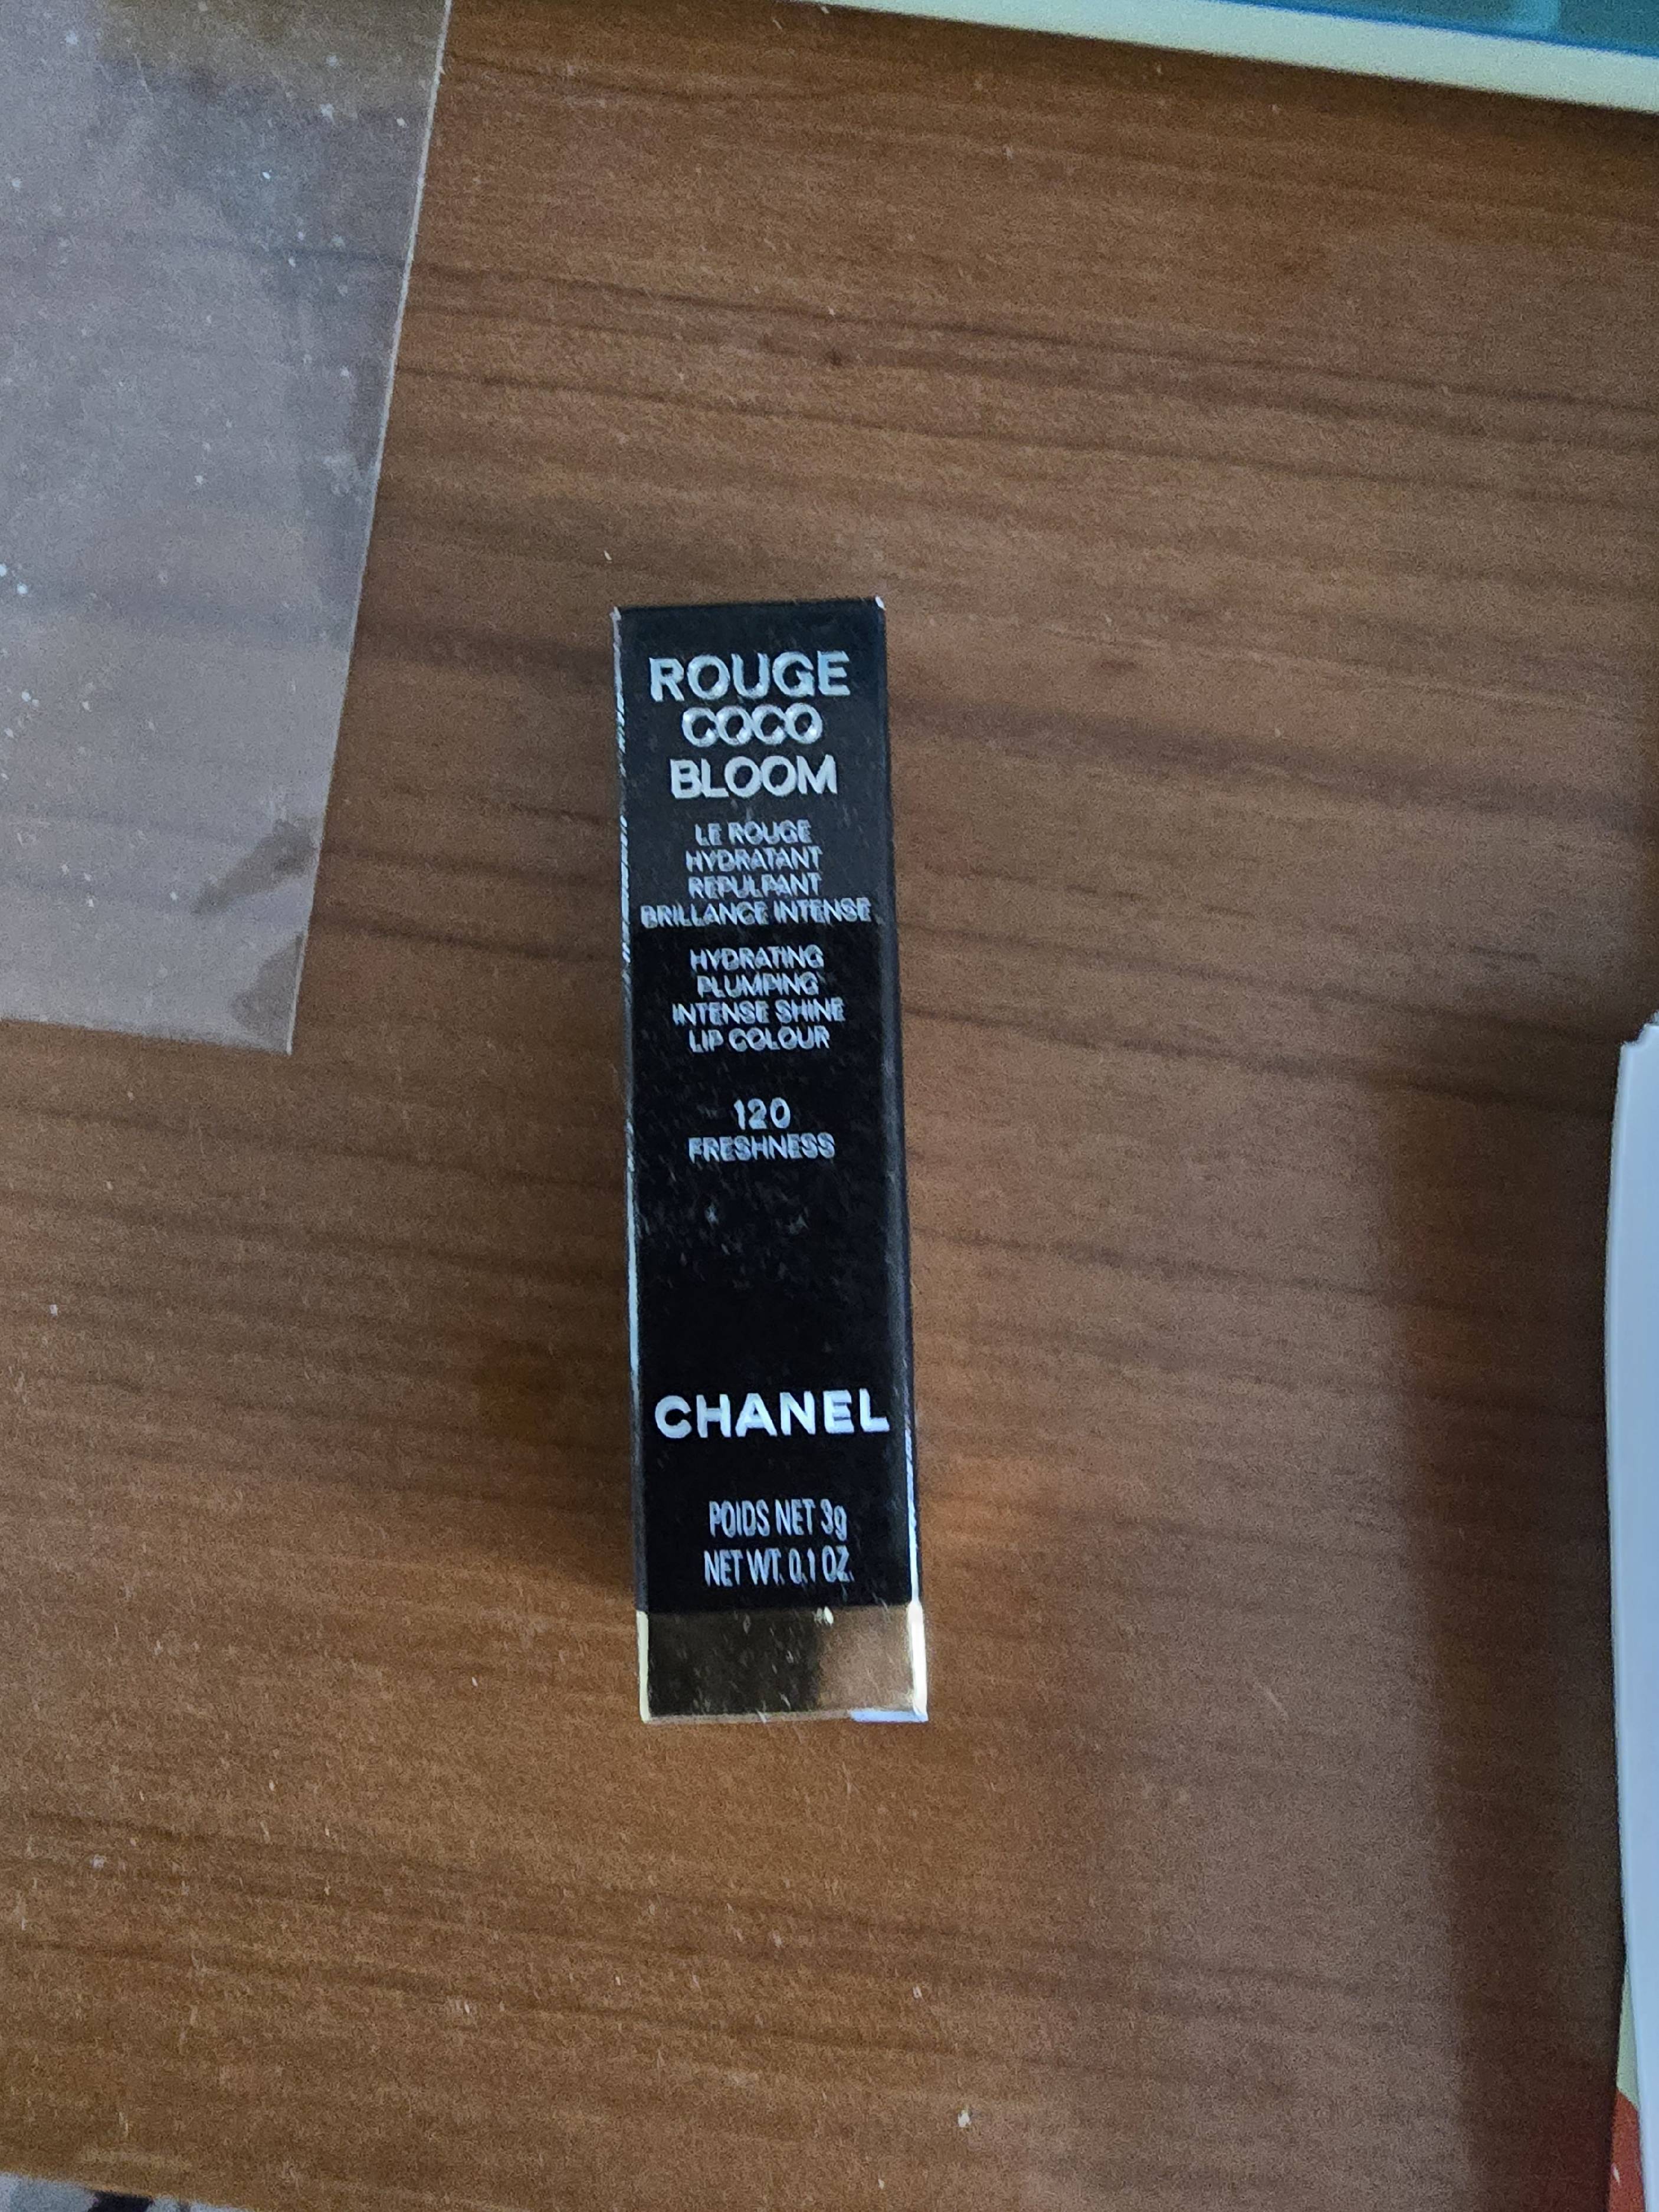 ROUGE
COCO
BLOOM
LE ROUGE
HYDRATANT
REPULPANT
BRILLANCE INTENSE
HYDRATING
PLUMPING
INTENSE SHINE
LIP COLOUR
120
FRESHNESS
CHANEL
POIDS NET 3g
NET WT. 0.1 OZ.